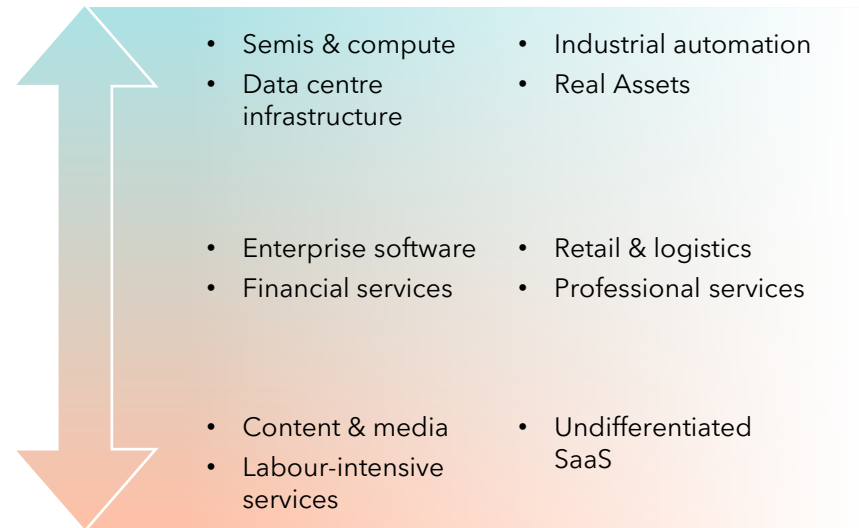 • Semis & compute
• Data centre
infrastructure
• Industrial automation
• Real Assets
• Enterprise software
• Financial services
• Retail & logistics
• Professional services
• Content & media
• Labour-intensive
services
• Undifferentiated
SaaS